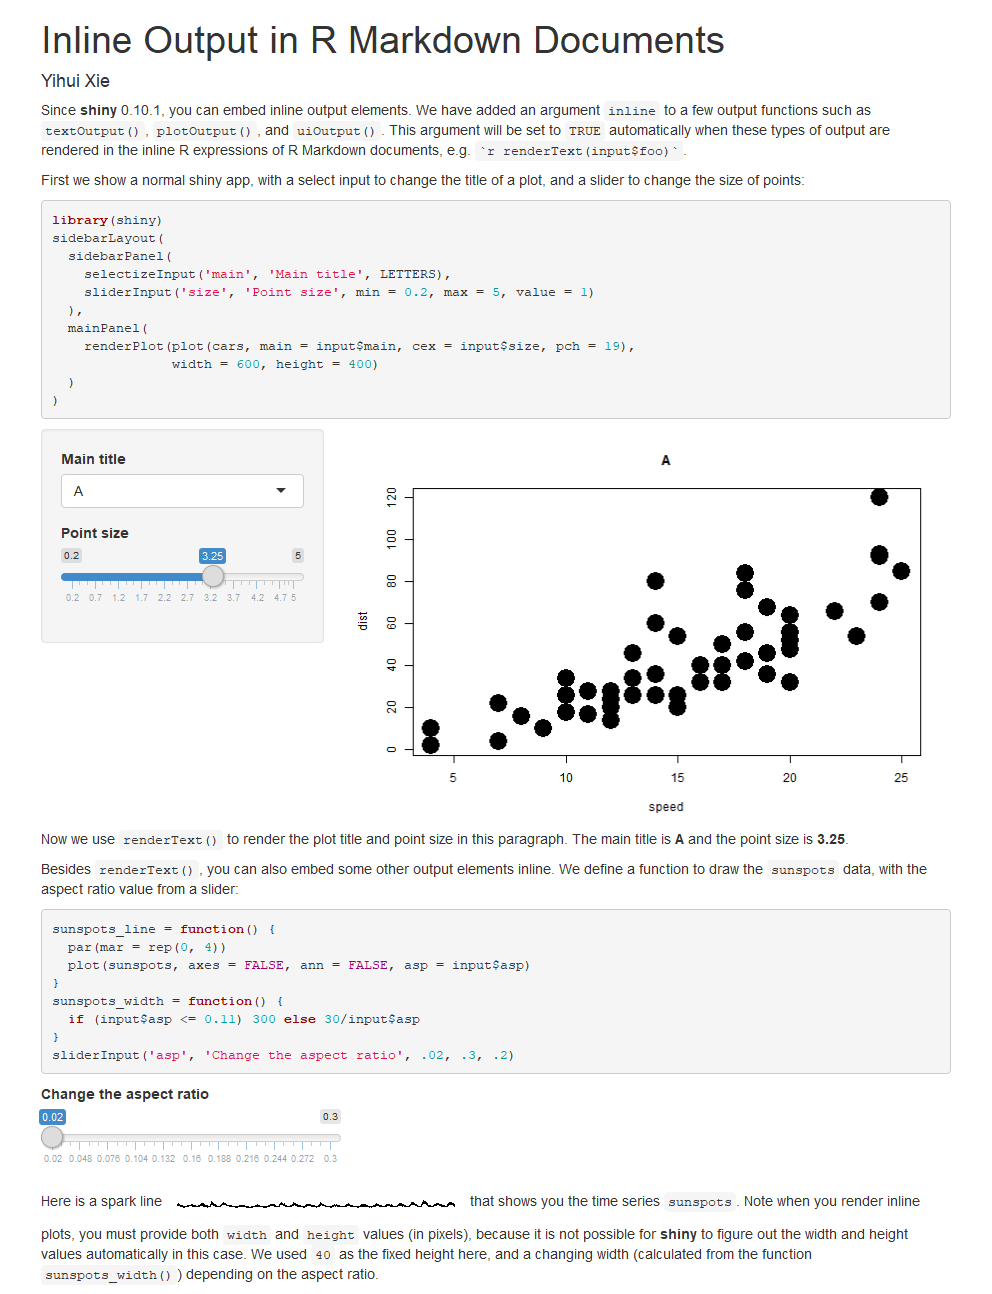 Inline Output in R Markdown Documents
Yihui Xie
Since shiny 0.10.1, you can embed inline output elements. We have added an argument inline to a few output functions such as
textOutput() , plotOutput() , and uiOutput() . This argument will be set to TRUE automatically when these types of output are
rendered in the inline R expressions of R Markdown documents, e.g. `r renderText(input$foo)` .
First we show a normal shiny app, with a select input to change the title of a plot, and a slider to change the size of points:
library(shiny)
sidebarLayout(
  sidebarPanel(
    selectizeInput('main', 'Main title', LETTERS),
    sliderInput('size', 'Point size', min = 0.2, max = 5, value = 1)
  ),
  mainPanel(
    renderPlot(plot(cars, main = input$main, cex = input$size, pch = 19),
               width = 600, height = 400)
  )
)
Main title
A
Point size
0.2 3.25 5
0.2 0.7 1.2 1.7 2.2 2.7 3.2 3.7 4.2 4.7 5
A
dist
120
100
80
60
40
20
0
5 10 15 20 25
speed
Now we use renderText() to render the plot title and point size in this paragraph. The main title is A and the point size is 3.25.
Besides renderText() , you can also embed some other output elements inline. We define a function to draw the sunspots data, with the
aspect ratio value from a slider:
sunspots_line = function() {
  par(mar = rep(0, 4))
  plot(sunspots, axes = FALSE, ann = FALSE, asp = input$asp)
}
sunspots_width = function() {
  if (input$asp <= 0.11) 300 else 30/input$asp
}
sliderInput('asp', 'Change the aspect ratio', .02, .3, .2)
Change the aspect ratio
0.02 0.3
0.02 0.048 0.076 0.104 0.132 0.16 0.188 0.216 0.244 0.272 0.3
Here is a spark line that shows you the time series sunspots . Note when you render inline
plots, you must provide both width and height values (in pixels), because it is not possible for shiny to figure out the width and height
values automatically in this case. We used 40 as the fixed height here, and a changing width (calculated from the function
sunspots_width() ) depending on the aspect ratio.